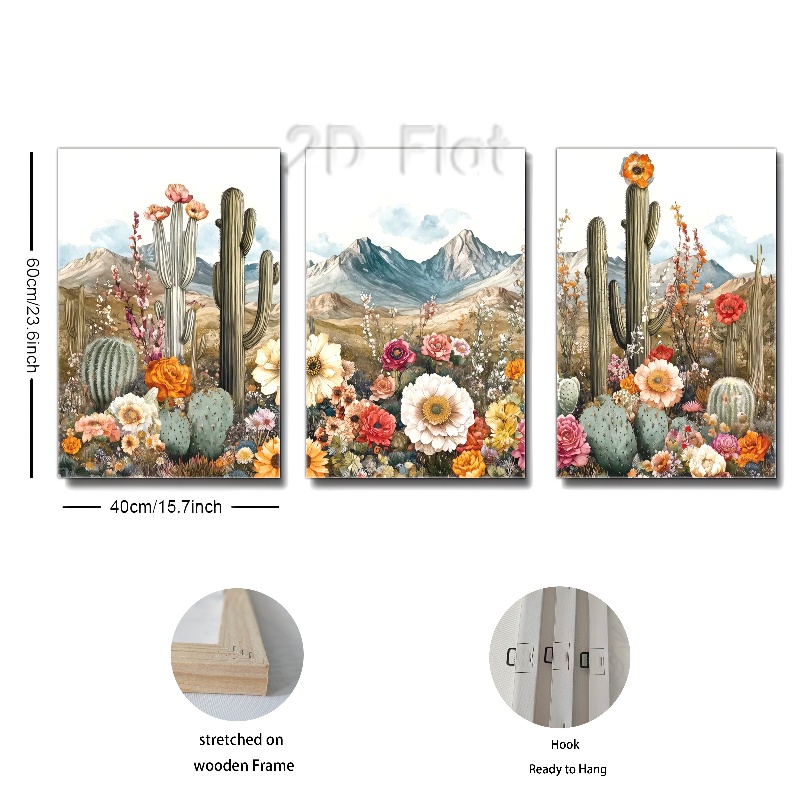 2D Flat
60cm/23.6inch
40cm/15.7inch
stretched on
wooden Frame
Hook
Ready to Hang